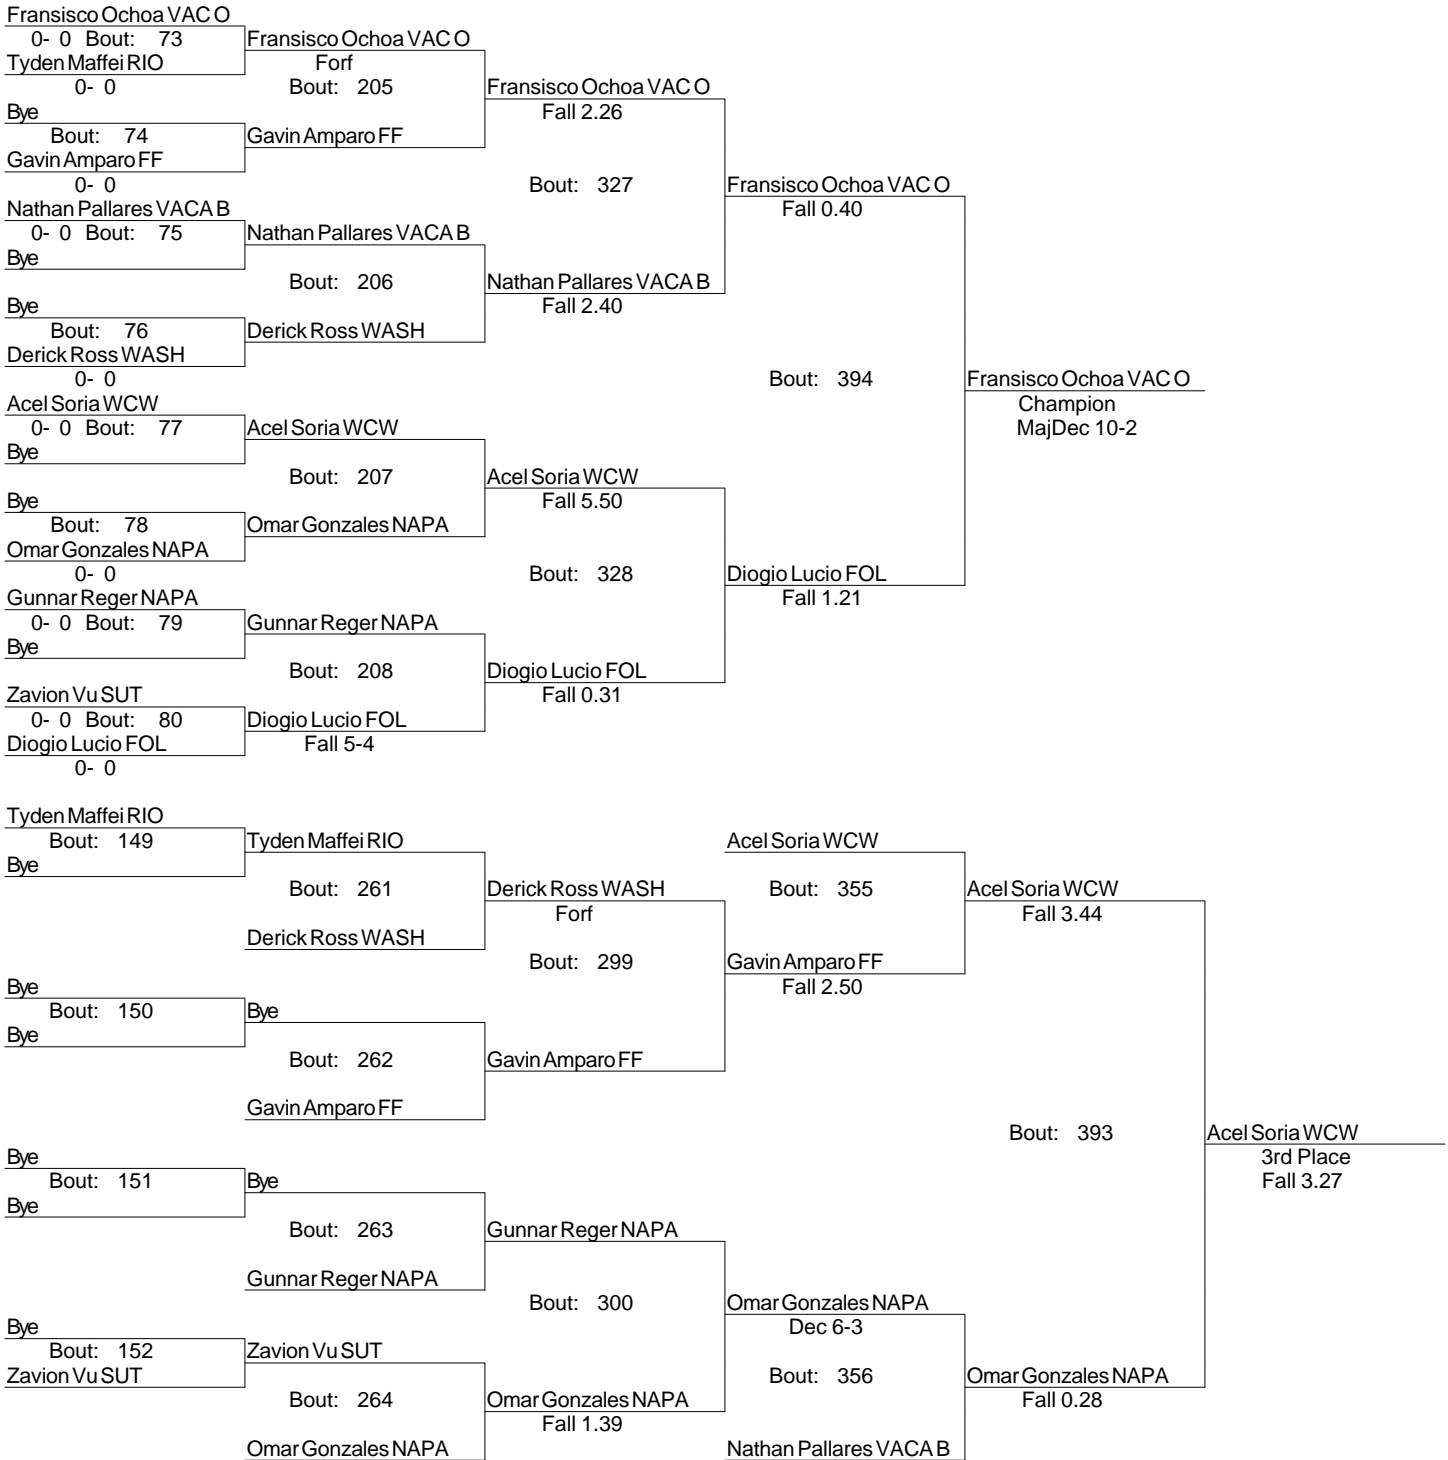 Fransisco Ochoa VAC O
0- 0 Bout: 73
Fransisco Ochoa VAC O
Tyden Maffei RIO
Forf
0- 0
Bout: 205
Fransisco Ochoa VAC O
Bye
Fall 2.26
Bout: 74
Gavin Amparo FF
Gavin Amparo FF
0- 0
Bout: 327
Fransisco Ochoa VAC O
Nathan Pallares VACA B
Fall 0.40
0- 0 Bout: 75
Nathan Pallares VACA B
Bye
Bout: 206
Nathan Pallares VACA B
Bye
Fall 2.40
Bout: 76
Derick Ross WASH
Derick Ross WASH
0- 0
Bout: 394
Fransisco Ochoa VAC O
Acel Soria WCW
Champion
0- 0 Bout: 77
Acel Soria WCW
MajDec 10-2
Bye
Bout: 207
Acel Soria WCW
Bye
Fall 5.50
Bout: 78
Omar Gonzales NAPA
Omar Gonzales NAPA
0- 0
Bout: 328
Diogio Lucio FOL
Gunnar Reger NAPA
Fall 1.21
0- 0 Bout: 79
Gunnar Reger NAPA
Bye
Bout: 208
Diogio Lucio FOL
Zavion Vu SUT
Fall 0.31
0- 0 Bout: 80
Diogio Lucio FOL
Diogio Lucio FOL
Fall 5-4
0- 0
Tyden Maffei RIO
Bout: 149
Tyden Maffei RIO
Acel Soria WCW
Bye
Bout: 261
Derick Ross WASH
Bout: 355
Acel Soria WCW
Forf
Fall 3.44
Derick Ross WASH
Bout: 299
Gavin Amparo FF
Bye
Fall 2.50
Bout: 150
Bye
Bye
Bout: 262
Gavin Amparo FF
Gavin Amparo FF
Bout: 393
Acel Soria WCW
Bye
3rd Place
Bout: 151
Bye
Fall 3.27
Bye
Bout: 263
Gunnar Reger NAPA
Gunnar Reger NAPA
Bout: 300
Omar Gonzales NAPA
Bye
Dec 6-3
Bout: 152
Zavion Vu SUT
Zavion Vu SUT
Bout: 356
Omar Gonzales NAPA
Bout: 264
Omar Gonzales NAPA
Fall 0.28
Fall 1.39
Omar Gonzales NAPA
Nathan Pallares VACA B